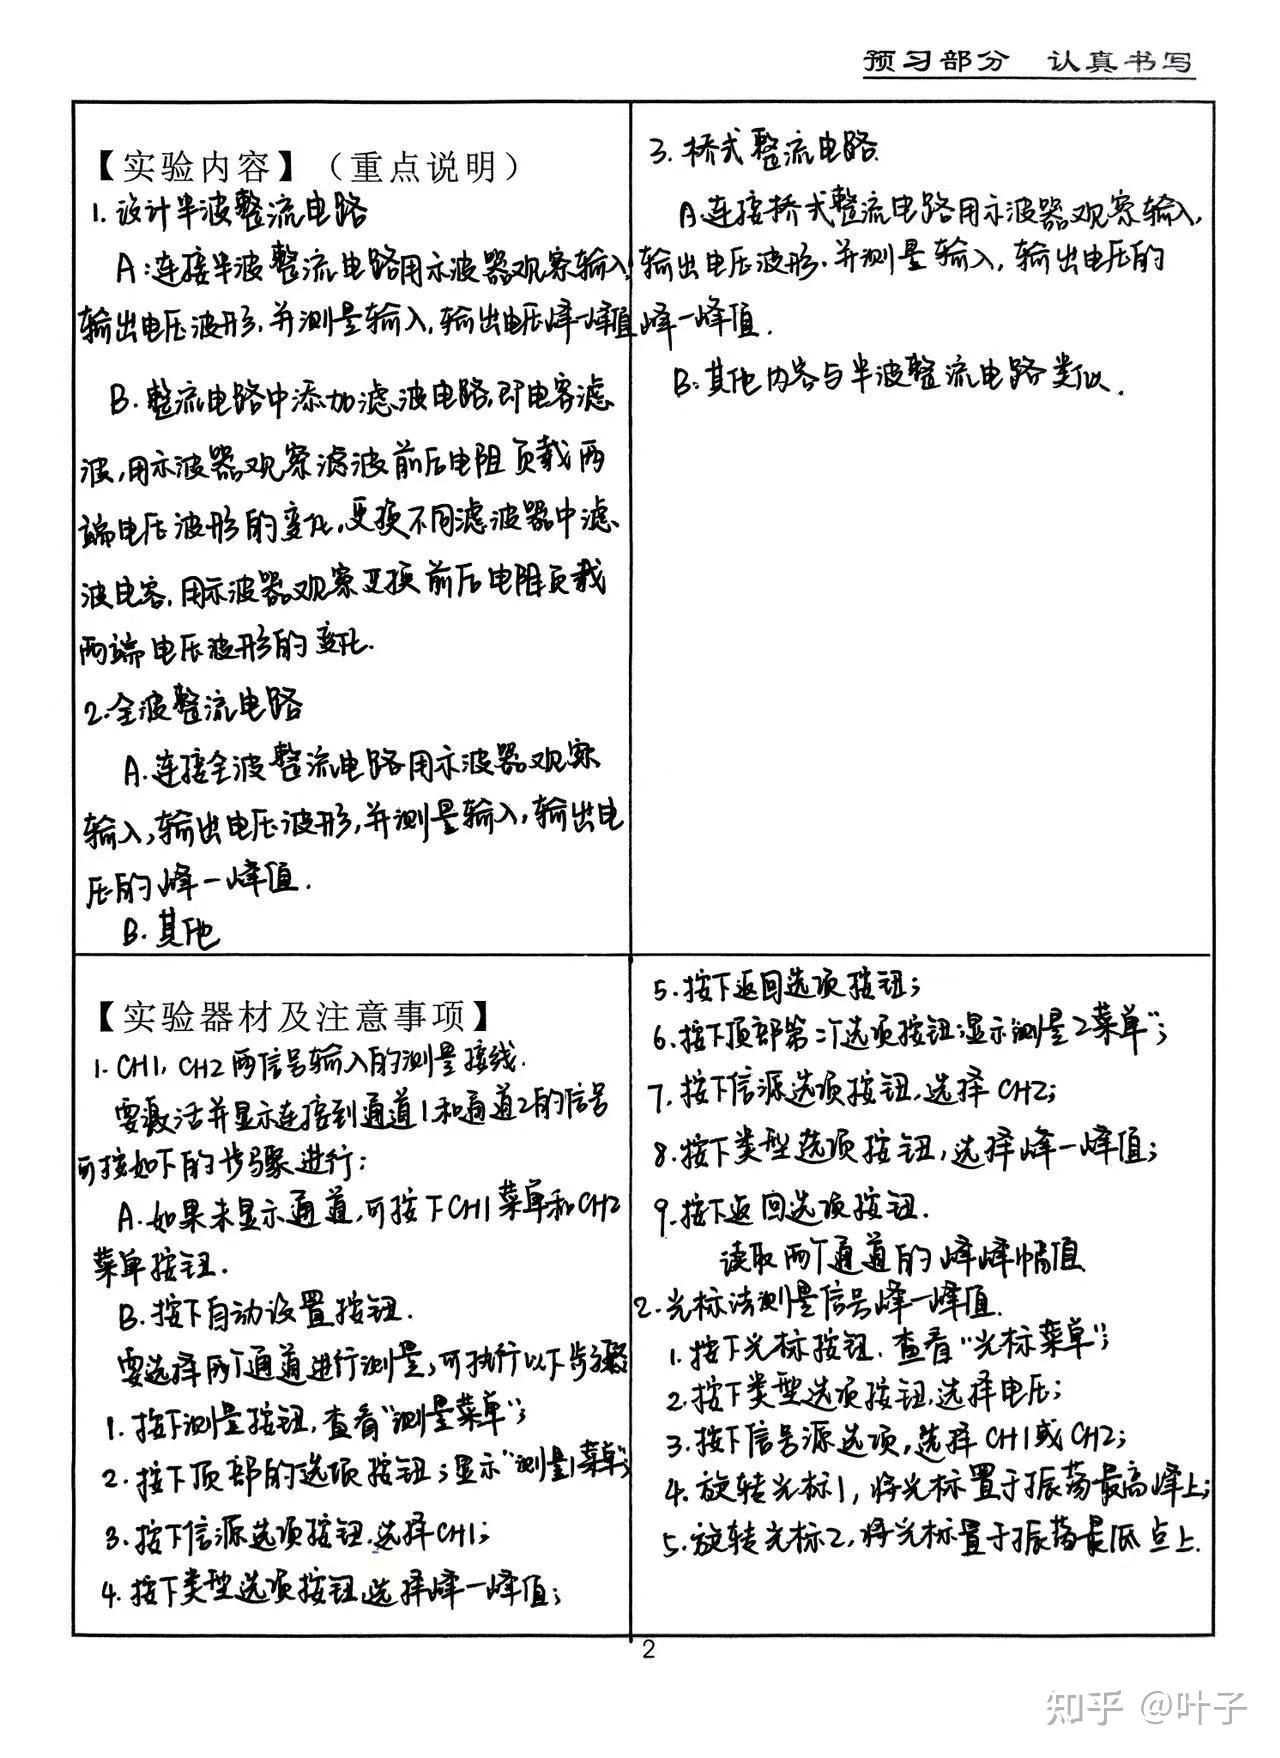 预习部分 认真书写
【实验内容】（重点说明）
1. 设计半波整流电路
A:连接半波整流电路用示波器观察输入,
输出电压波形,并测量输入,输出电压峰一峰值
B. 整流电路中添加滤波电路,即电容滤
波,用示波器观察滤波前后电阻负载两
端电压波形的变化,更换不同滤波器中滤
波电容,用示波器观察更换前后电阻负载
两端电压波形的变化.
2.全波整流电路
A.连接全波整流电路用示波器观察
输入,输出电压波形,并测量输入,输出电
压的峰一峰值.
B.其他
3. 桥式整流电路
A.连接桥式整流电路用示波器观察输入,
输出电压波形.并测量输入,输出电压的
峰一峰值.
B.其他内容与半波整流电路类似.
【实验器材及注意事项】
1. CH1, CH2两信号输入的测量接线.
要激活并显示连接到通道1和通道2的信号
可按如下的步骤进行:
A.如果未显示通道,可按下CH1菜单和CH2
菜单按钮.
B.按下自动设置按钮.
要选择两个通道进行测量,可执行以下步骤
1.按下测量按钮,查看"测量菜单";
2.按下顶部的选项按钮;显示"测量1菜单";
3.按下信源选项按钮,选择CH1;
4.按下类型选项按钮,选择峰一峰值;
5.按下返回选项按钮;
6.按下顶部第二个选项按钮;显示"测量2菜单";
7.按下信源选项按钮,选择CH2;
8.按下类型选项按钮,选择峰一峰值;
9.按下返回选项按钮.
读取两个通道的峰峰幅值
2.光标法测量信号峰一峰值.
1.按下光标按钮.查看"光标菜单";
2.按下类型选项按钮,选择电压;
3.按下信号源选项,选择CH1或CH2;
4.旋转光标1,将光标置于振荡最高峰上;
5.旋转光标2,将光标置于振荡最低点上.
2
知乎 @叶子